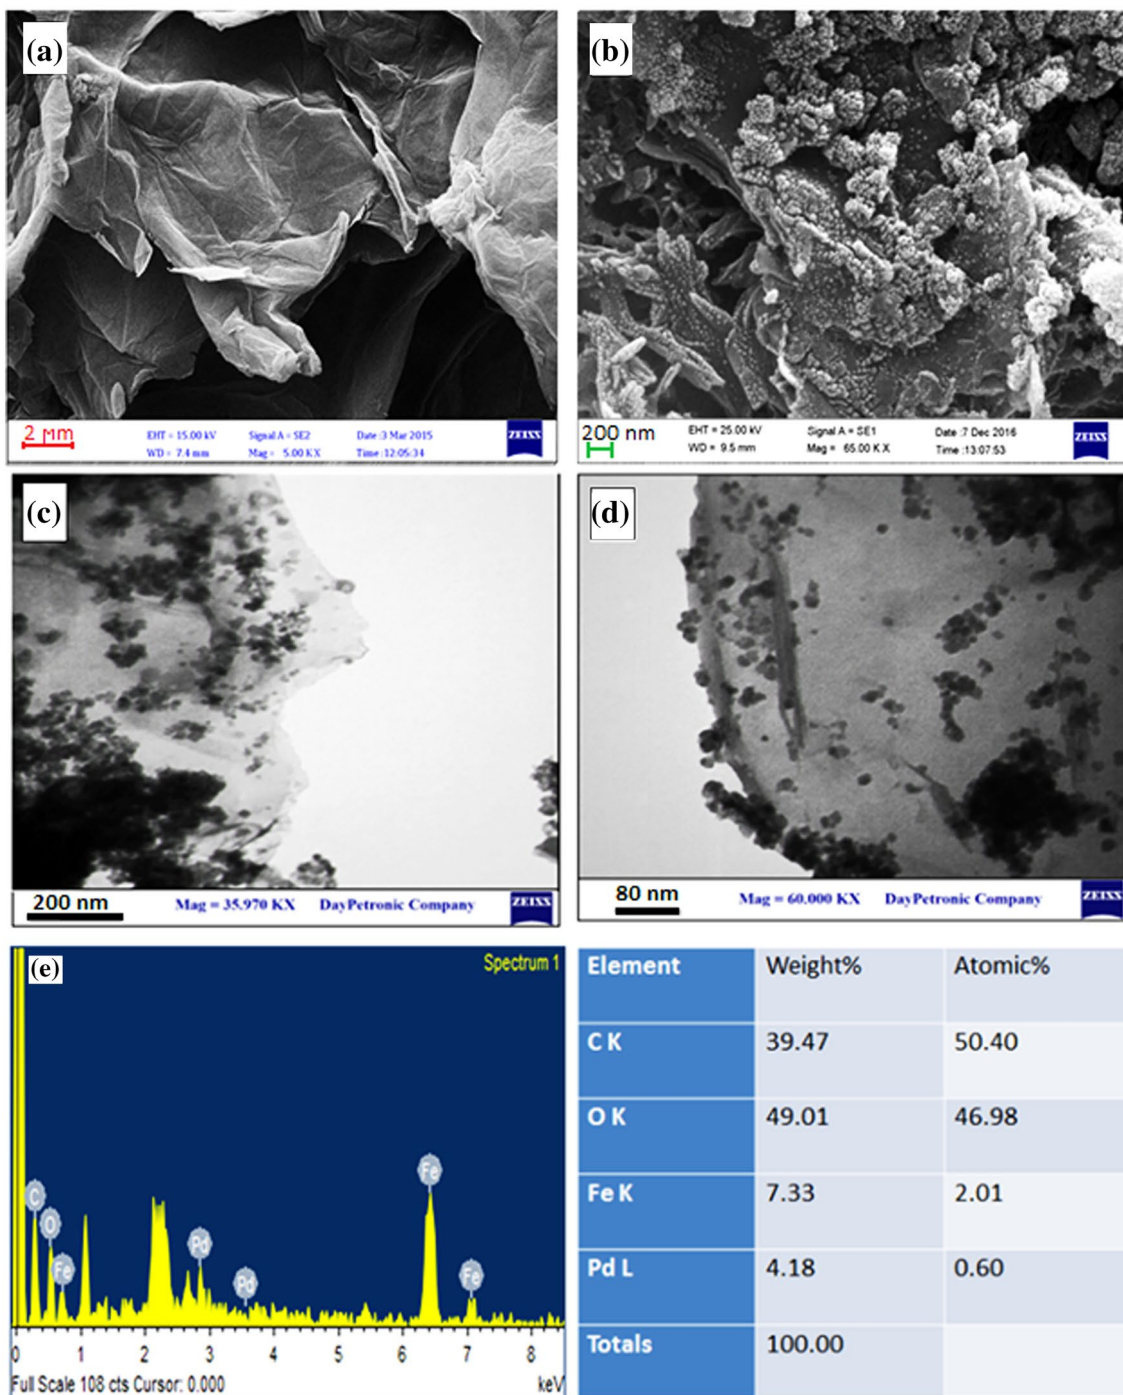 (a)
2 μm
EHT = 15.00 kV Signal A = SE2 Date :3 Mar 2015
WD = 7.4 mm Mag = 5.00 K X Time :12:05:34
ZEISS
(b)
200 nm
EHT = 25.00 kV Signal A = SE1 Date :7 Dec 2016
WD = 9.5 mm Mag = 65.00 K X Time :13:07:53
ZEISS
(c)
200 nm
Mag = 35.970 KX DayPetronic Company
ZEISS
(d)
80 nm
Mag = 60.000 KX DayPetronic Company
ZEISS
(e)
Spectrum 1
C
O
Fe
Pd
Pd
Fe
Fe
0 1 2 3 4 5 6 7 8
Full Scale 108 cts Cursor: 0.000 keV
Element Weight% Atomic%
C K 39.47 50.40
O K 49.01 46.98
Fe K 7.33 2.01
Pd L 4.18 0.60
Totals 100.00